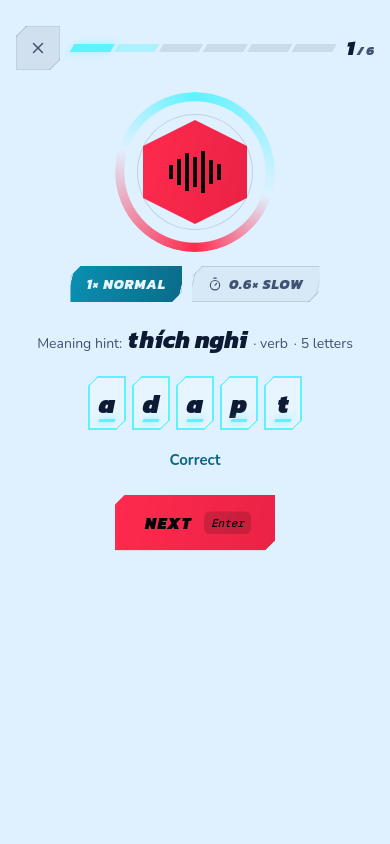 1 / 6
1× NORMAL
0.6× SLOW
Meaning hint: thích nghi · verb · 5 letters
a d a p t
Correct
NEXT Enter